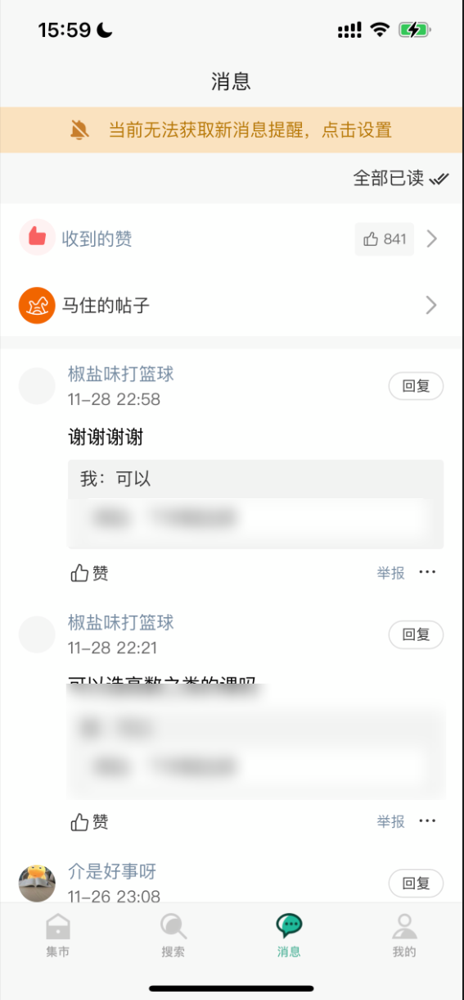 15:59
消息
当前无法获取新消息提醒，点击设置
全部已读
收到的赞
841
马住的帖子
椒盐味打篮球
回复
11-28 22:58
谢谢谢谢
我：可以
赞
举报
椒盐味打篮球
回复
11-28 22:21
可以选高数之类的课吗
赞
举报
介是好事呀
回复
11-26 23:08
集市
搜索
消息
我的